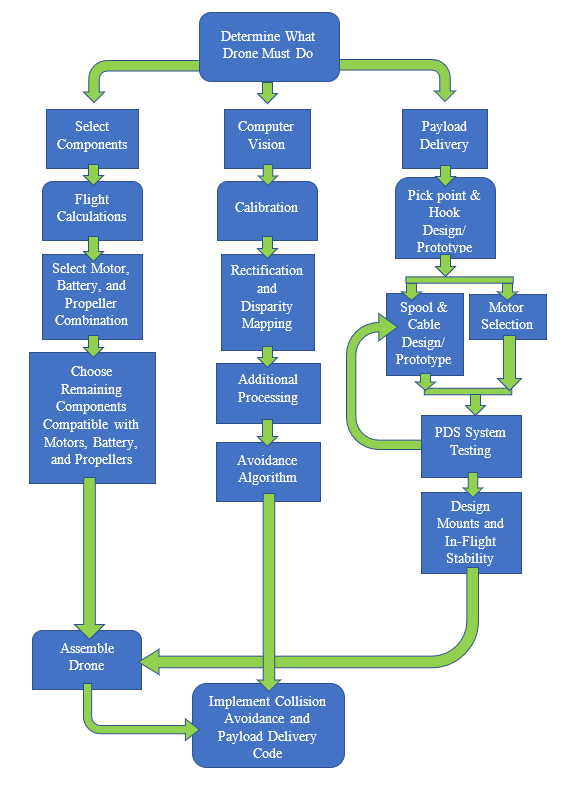 Determine What
Drone Must Do
Select
Components
Computer
Vision
Payload
Delivery
Flight
Calculations
Calibration
Pick point &
Hook
Design/
Prototype
Select Motor,
Battery, and
Propeller
Combination
Rectification
and
Disparity
Mapping
Spool &
Cable
Design/
Prototype
Motor
Selection
Choose
Remaining
Components
Compatible with
Motors, Battery,
and Propellers
Additional
Processing
PDS System
Testing
Avoidance
Algorithm
Design
Mounts and
In-Flight
Stability
Assemble
Drone
Implement Collision
Avoidance and
Payload Delivery
Code